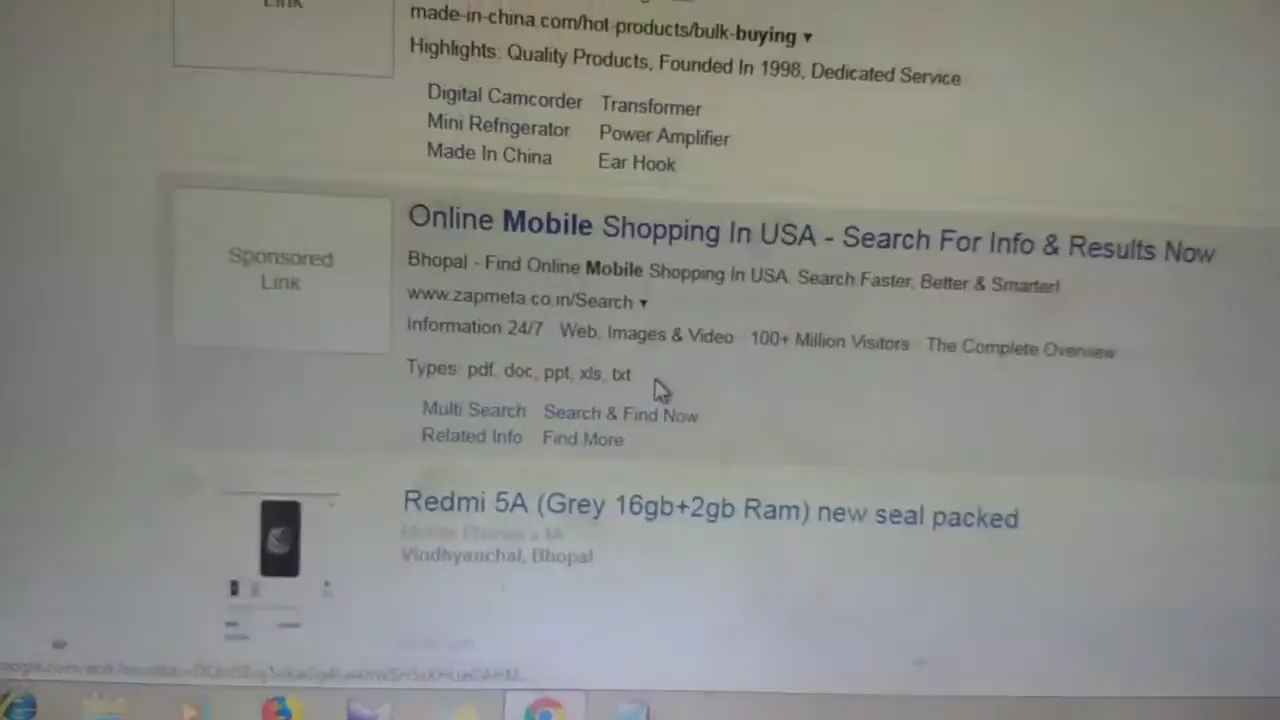 Link
made-in-china.com/hot-products/bulk-buying ▾
Highlights: Quality Products, Founded In 1998, Dedicated Service
Digital Camcorder Transformer
Mini Refrigerator Power Amplifier
Made In China Ear Hook
Online Mobile Shopping In USA - Search For Info & Results Now
Sponsored
Link
Bhopal - Find Online Mobile Shopping In USA. Search Faster, Better & Smarter!
www.zapmeta.co.in/Search ▾
Information 24/7 Web, Images & Video 100+ Million Visitors The Complete Overview
Types: pdf, doc, ppt, xls, txt
Multi Search Search & Find Now
Related Info Find More
Redmi 5A (Grey 16gb+2gb Ram) new seal packed
Mobile Phones »
Vindhyanchal, Bhopal